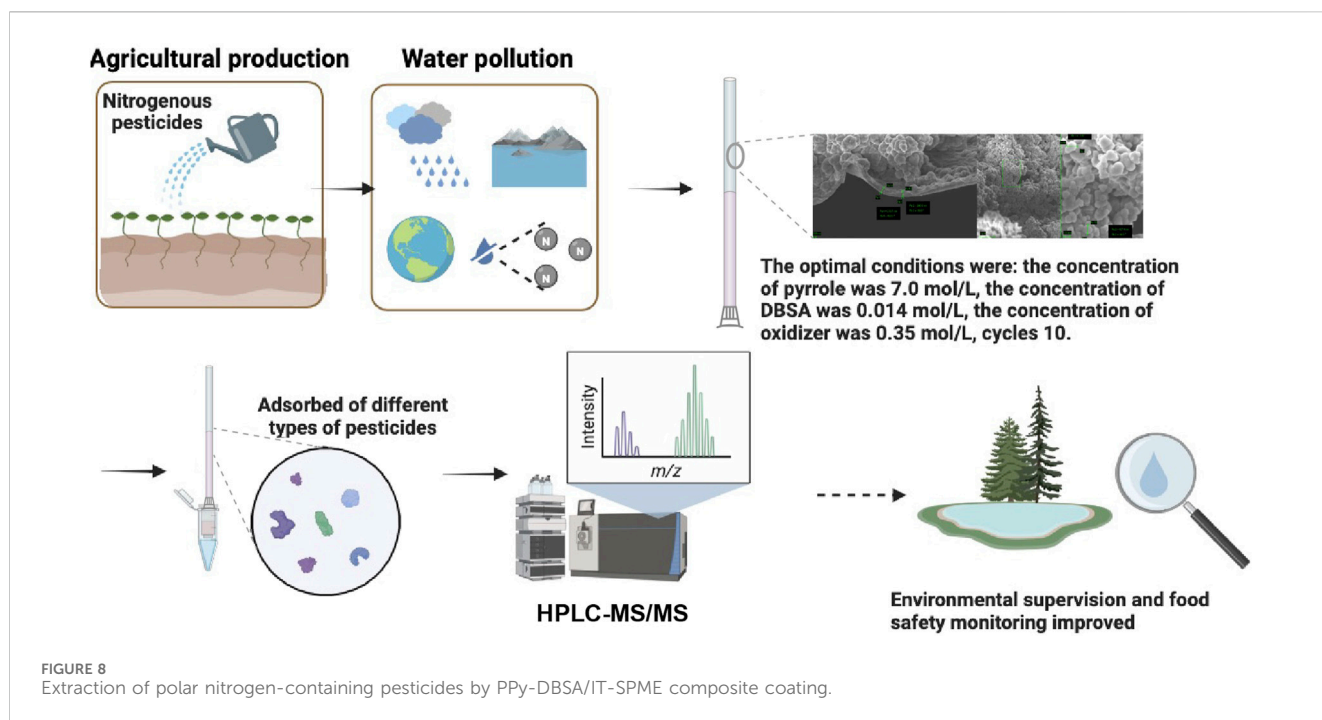 Agricultural production
Water pollution
Nitrogenous
pesticides
N
N
N
The optimal conditions were: the concentration
of pyrrole was 7.0 mol/L, the concentration of
DBSA was 0.014 mol/L, the concentration of
oxidizer was 0.35 mol/L, cycles 10.
Adsorbed of different
types of pesticides
Intensity
m/z
HPLC-MS/MS
Environmental supervision and food
safety monitoring improved
FIGURE 8
Extraction of polar nitrogen-containing pesticides by PPy-DBSA/IT-SPME composite coating.